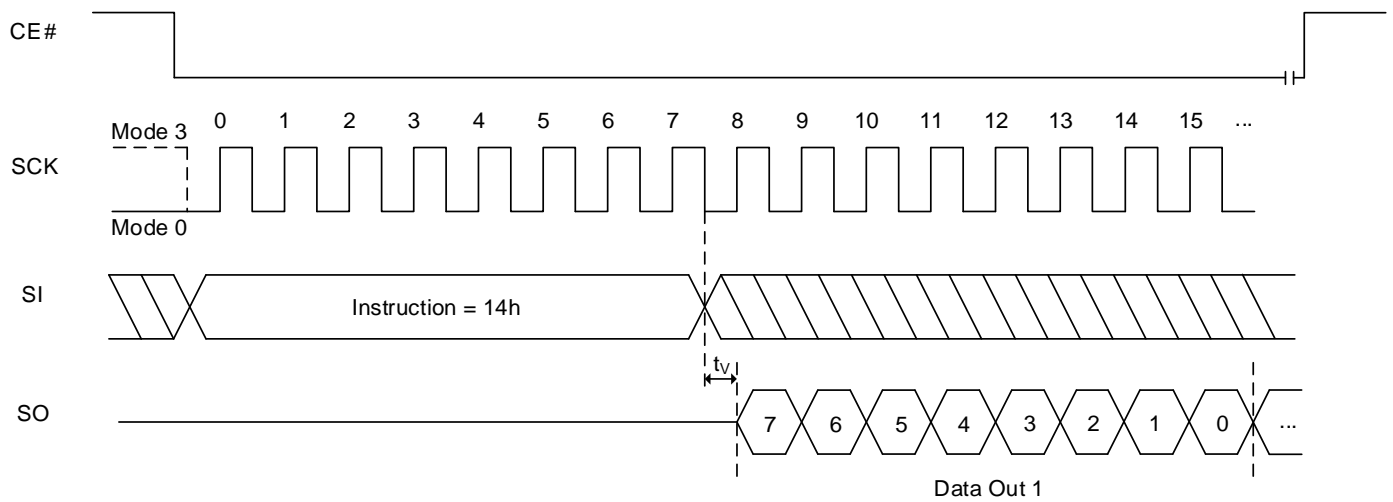 CE#
Mode 3 0 1 2 3 4 5 6 7 8 9 10 11 12 13 14 15 ...
SCK
Mode 0
SI Instruction = 14h
tV
SO 7 6 5 4 3 2 1 0 ...
Data Out 1